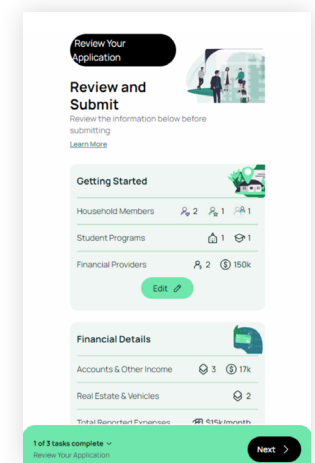 Review Your
Application
Review and
Submit
Review the information below before
submitting
Learn More
Getting Started
Household Members 2 1 1
Student Programs 1 1
Financial Providers 2 150k
Edit
Financial Details
Accounts & Other Income 3 17k
Real Estate & Vehicles 2
Total Reported Expenses $15k/month
1 of 3 tasks complete
Review Your Application
Next